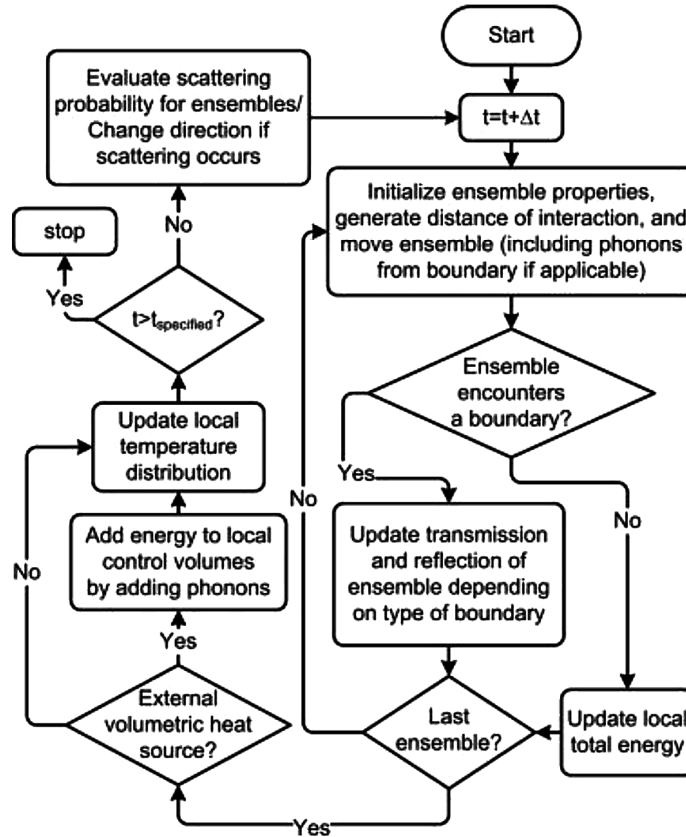 Start
t=t+Δt
Initialize ensemble properties,
generate distance of interaction, and
move ensemble (including phonons
from boundary if applicable)
Ensemble
encounters
a boundary?
Yes
No
Update transmission
and reflection of
ensemble depending
on type of boundary
Update local
total energy
Last
ensemble?
No
Yes
External
volumetric heat
source?
Yes
No
Add energy to local
control volumes
by adding phonons
Update local
temperature
distribution
t>tspecified?
Yes
stop
No
Evaluate scattering
probability for ensembles/
Change direction if
scattering occurs